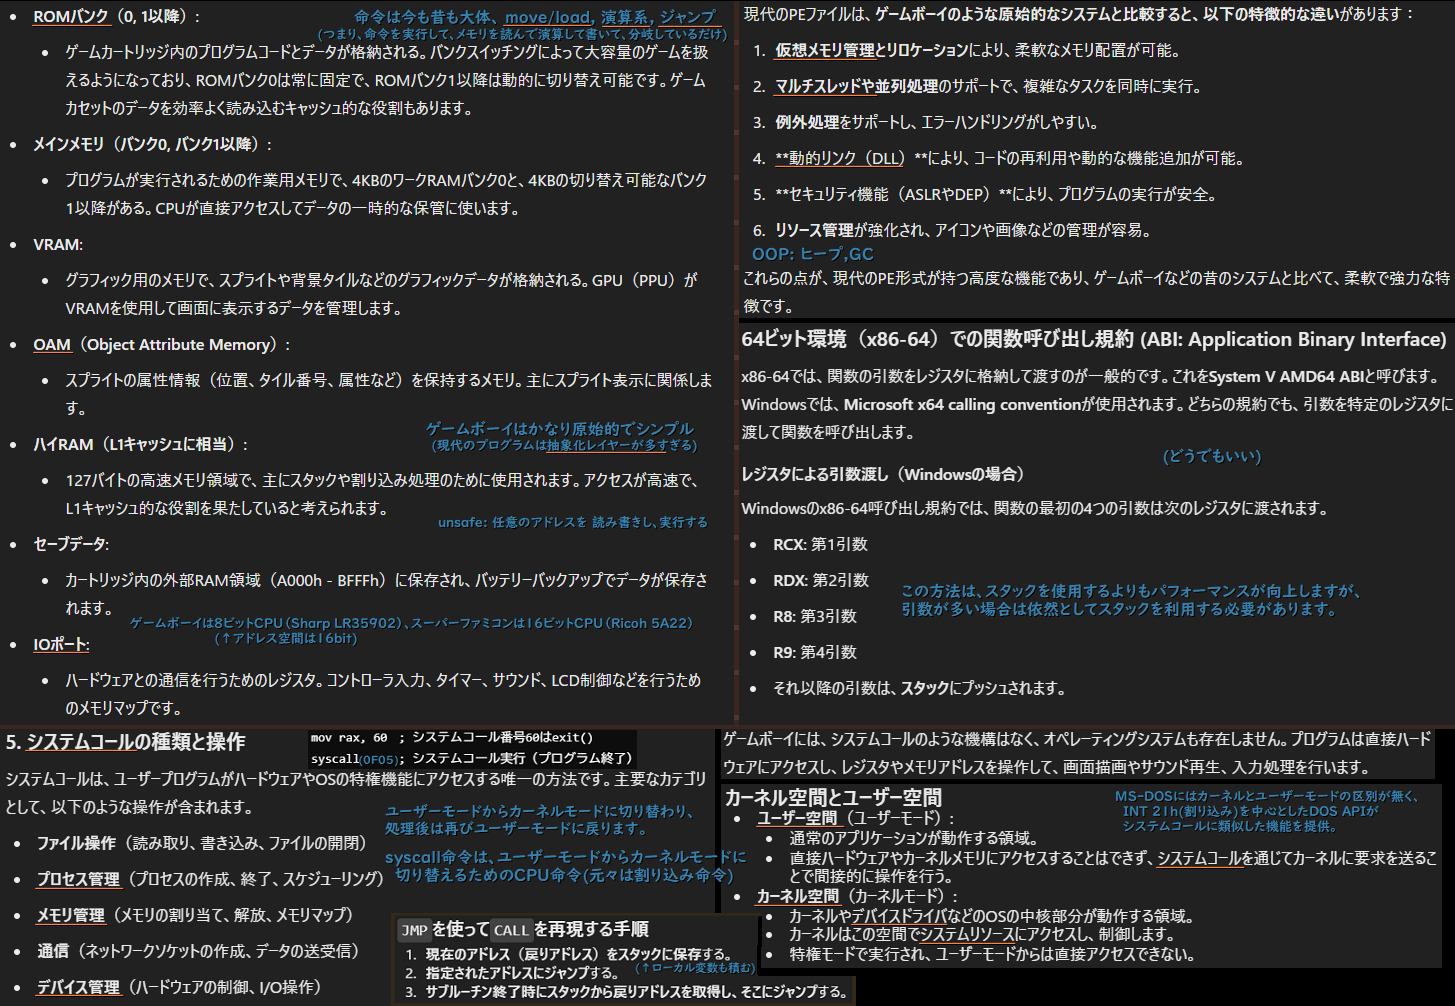 • ROMバンク（0, 1以降）:
命令は今も昔も大体、move/load, 演算系, ジャンプ
(つまり、命令を実行して、メモリを読んで演算して書いて、分岐しているだけ)
• ゲームカートリッジ内のプログラムコードとデータが格納される。バンクスイッチングによって大容量のゲームを扱
えるようになっており、ROMバンク0は常に固定で、ROMバンク1以降は動的に切り替え可能です。ゲーム
カセットのデータを効率よく読み込むキャッシュ的な役割もあります。
• メインメモリ（バンク0, バンク1以降）:
• プログラムが実行されるための作業用メモリで、4KBのワークRAMバンク0と、4KBの切り替え可能なバンク
1以降がある。CPUが直接アクセスしてデータの一時的な保管に使います。
• VRAM:
• グラフィック用のメモリで、スプライトや背景タイルなどのグラフィックデータが格納される。GPU（PPU）が
VRAMを使用して画面に表示するデータを管理します。
• OAM（Object Attribute Memory）:
• スプライトの属性情報（位置、タイル番号、属性など）を保持するメモリ。主にスプライト表示に関係しま
す。
ゲームボーイはかなり原始的でシンプル
(現代のプログラムは抽象化レイヤーが多すぎる)
• ハイRAM（L1キャッシュに相当）:
• 127バイトの高速メモリ領域で、主にスタックや割り込み処理のために使用されます。アクセスが高速で、
L1キャッシュ的な役割を果たしていると考えられます。
unsafe: 任意のアドレスを 読み書きし、実行する
• セーブデータ:
• カートリッジ内の外部RAM領域（A000h - BFFFh）に保存され、バッテリーバックアップでデータが保存さ
れます。
ゲームボーイは8ビットCPU(Sharp LR35902)、スーパーファミコンは16ビットCPU(Ricoh 5A22)
(↑アドレス空間は16bit)
• IOポート:
• ハードウェアとの通信を行うためのレジスタ。コントローラ入力、タイマー、サウンド、LCD制御などを行うため
のメモリマップです。
現代のPEファイルは、ゲームボーイのような原始的なシステムと比較すると、以下の特徴的な違いがあります：
1. 仮想メモリ管理とリロケーションにより、柔軟なメモリ配置が可能。
2. マルチスレッドや並列処理のサポートで、複雑なタスクを同時に実行。
3. 例外処理をサポートし、エラーハンドリングがしやすい。
4. **動的リンク（DLL）**により、コードの再利用や動的な機能追加が可能。
5. **セキュリティ機能（ASLRやDEP）**により、プログラムの実行が安全。
6. リソース管理が強化され、アイコンや画像などの管理が容易。
OOP: ヒープ,GC
これらの点が、現代のPE形式が持つ高度な機能であり、ゲームボーイなどの昔のシステムと比べて、柔軟で強力な特
徴です。
64ビット環境（x86-64）での関数呼び出し規約 (ABI: Application Binary Interface)
x86-64では、関数の引数をレジスタに格納して渡すのが一般的です。これをSystem V AMD64 ABIと呼びます。
Windowsでは、Microsoft x64 calling conventionが使用されます。どちらの規約でも、引数を特定のレジスタに
渡して関数を呼び出します。
(どうでもいい)
レジスタによる引数渡し（Windowsの場合）
Windowsのx86-64呼び出し規約では、関数の最初の4つの引数は次のレジスタに渡されます。
• RCX: 第1引数
• RDX: 第2引数
• R8: 第3引数
• R9: 第4引数
この方法は、スタックを使用するよりもパフォーマンスが向上しますが、
引数が多い場合は依然としてスタックを利用する必要があります。
• それ以降の引数は、スタックにプッシュされます。
5. システムコールの種類と操作
mov rax, 60 ; システムコール番号60はexit()
syscall(0F05); システムコール実行（プログラム終了）
システムコールは、ユーザープログラムがハードウェアやOSの特権機能にアクセスする唯一の方法です。主要なカテゴリ
として、以下のような操作が含まれます。
ユーザーモードからカーネルモードに切り替わり、
処理後は再びユーザーモードに戻ります。
• ファイル操作（読み取り、書き込み、ファイルの開閉）
syscall命令は、ユーザーモードからカーネルモードに
切り替えるためのCPU命令(元々は割り込み命令)
• プロセス管理（プロセスの作成、終了、スケジューリング）
• メモリ管理（メモリの割り当て、解放、メモリマップ）
• 通信（ネットワークソケットの作成、データの送受信）
• デバイス管理（ハードウェアの制御、I/O操作）
JMPを使ってCALLを再現する手順
1. 現在のアドレス（戻りアドレス）をスタックに保存する。
2. 指定されたアドレスにジャンプする。
(↑ローカル変数も積む)
3. サブルーチン終了時にスタックから戻りアドレスを取得し、そこにジャンプする。
ゲームボーイには、システムコールのような機構はなく、オペレーティングシステムも存在しません。プログラムは直接ハード
ウェアにアクセスし、レジスタやメモリアドレスを操作して、画面描画やサウンド再生、入力処理を行います。
カーネル空間とユーザー空間
MS-DOSにはカーネルとユーザーモードの区別が無く、
INT 21h(割り込み)を中心としたDOS APIが
システムコールに類似した機能を提供。
• ユーザー空間（ユーザーモード）:
• 通常のアプリケーションが動作する領域。
• 直接ハードウェアやカーネルメモリにアクセスすることはできず、システムコールを通じてカーネルに要求を送るこ
とで間接的に操作を行う。
• カーネル空間（カーネルモード）:
• カーネルやデバイスドライバなどのOSの中核部分が動作する領域。
• カーネルはこの空間でシステムリソースにアクセスし、制御します。
• 特権モードで実行され、ユーザーモードからは直接アクセスできない。